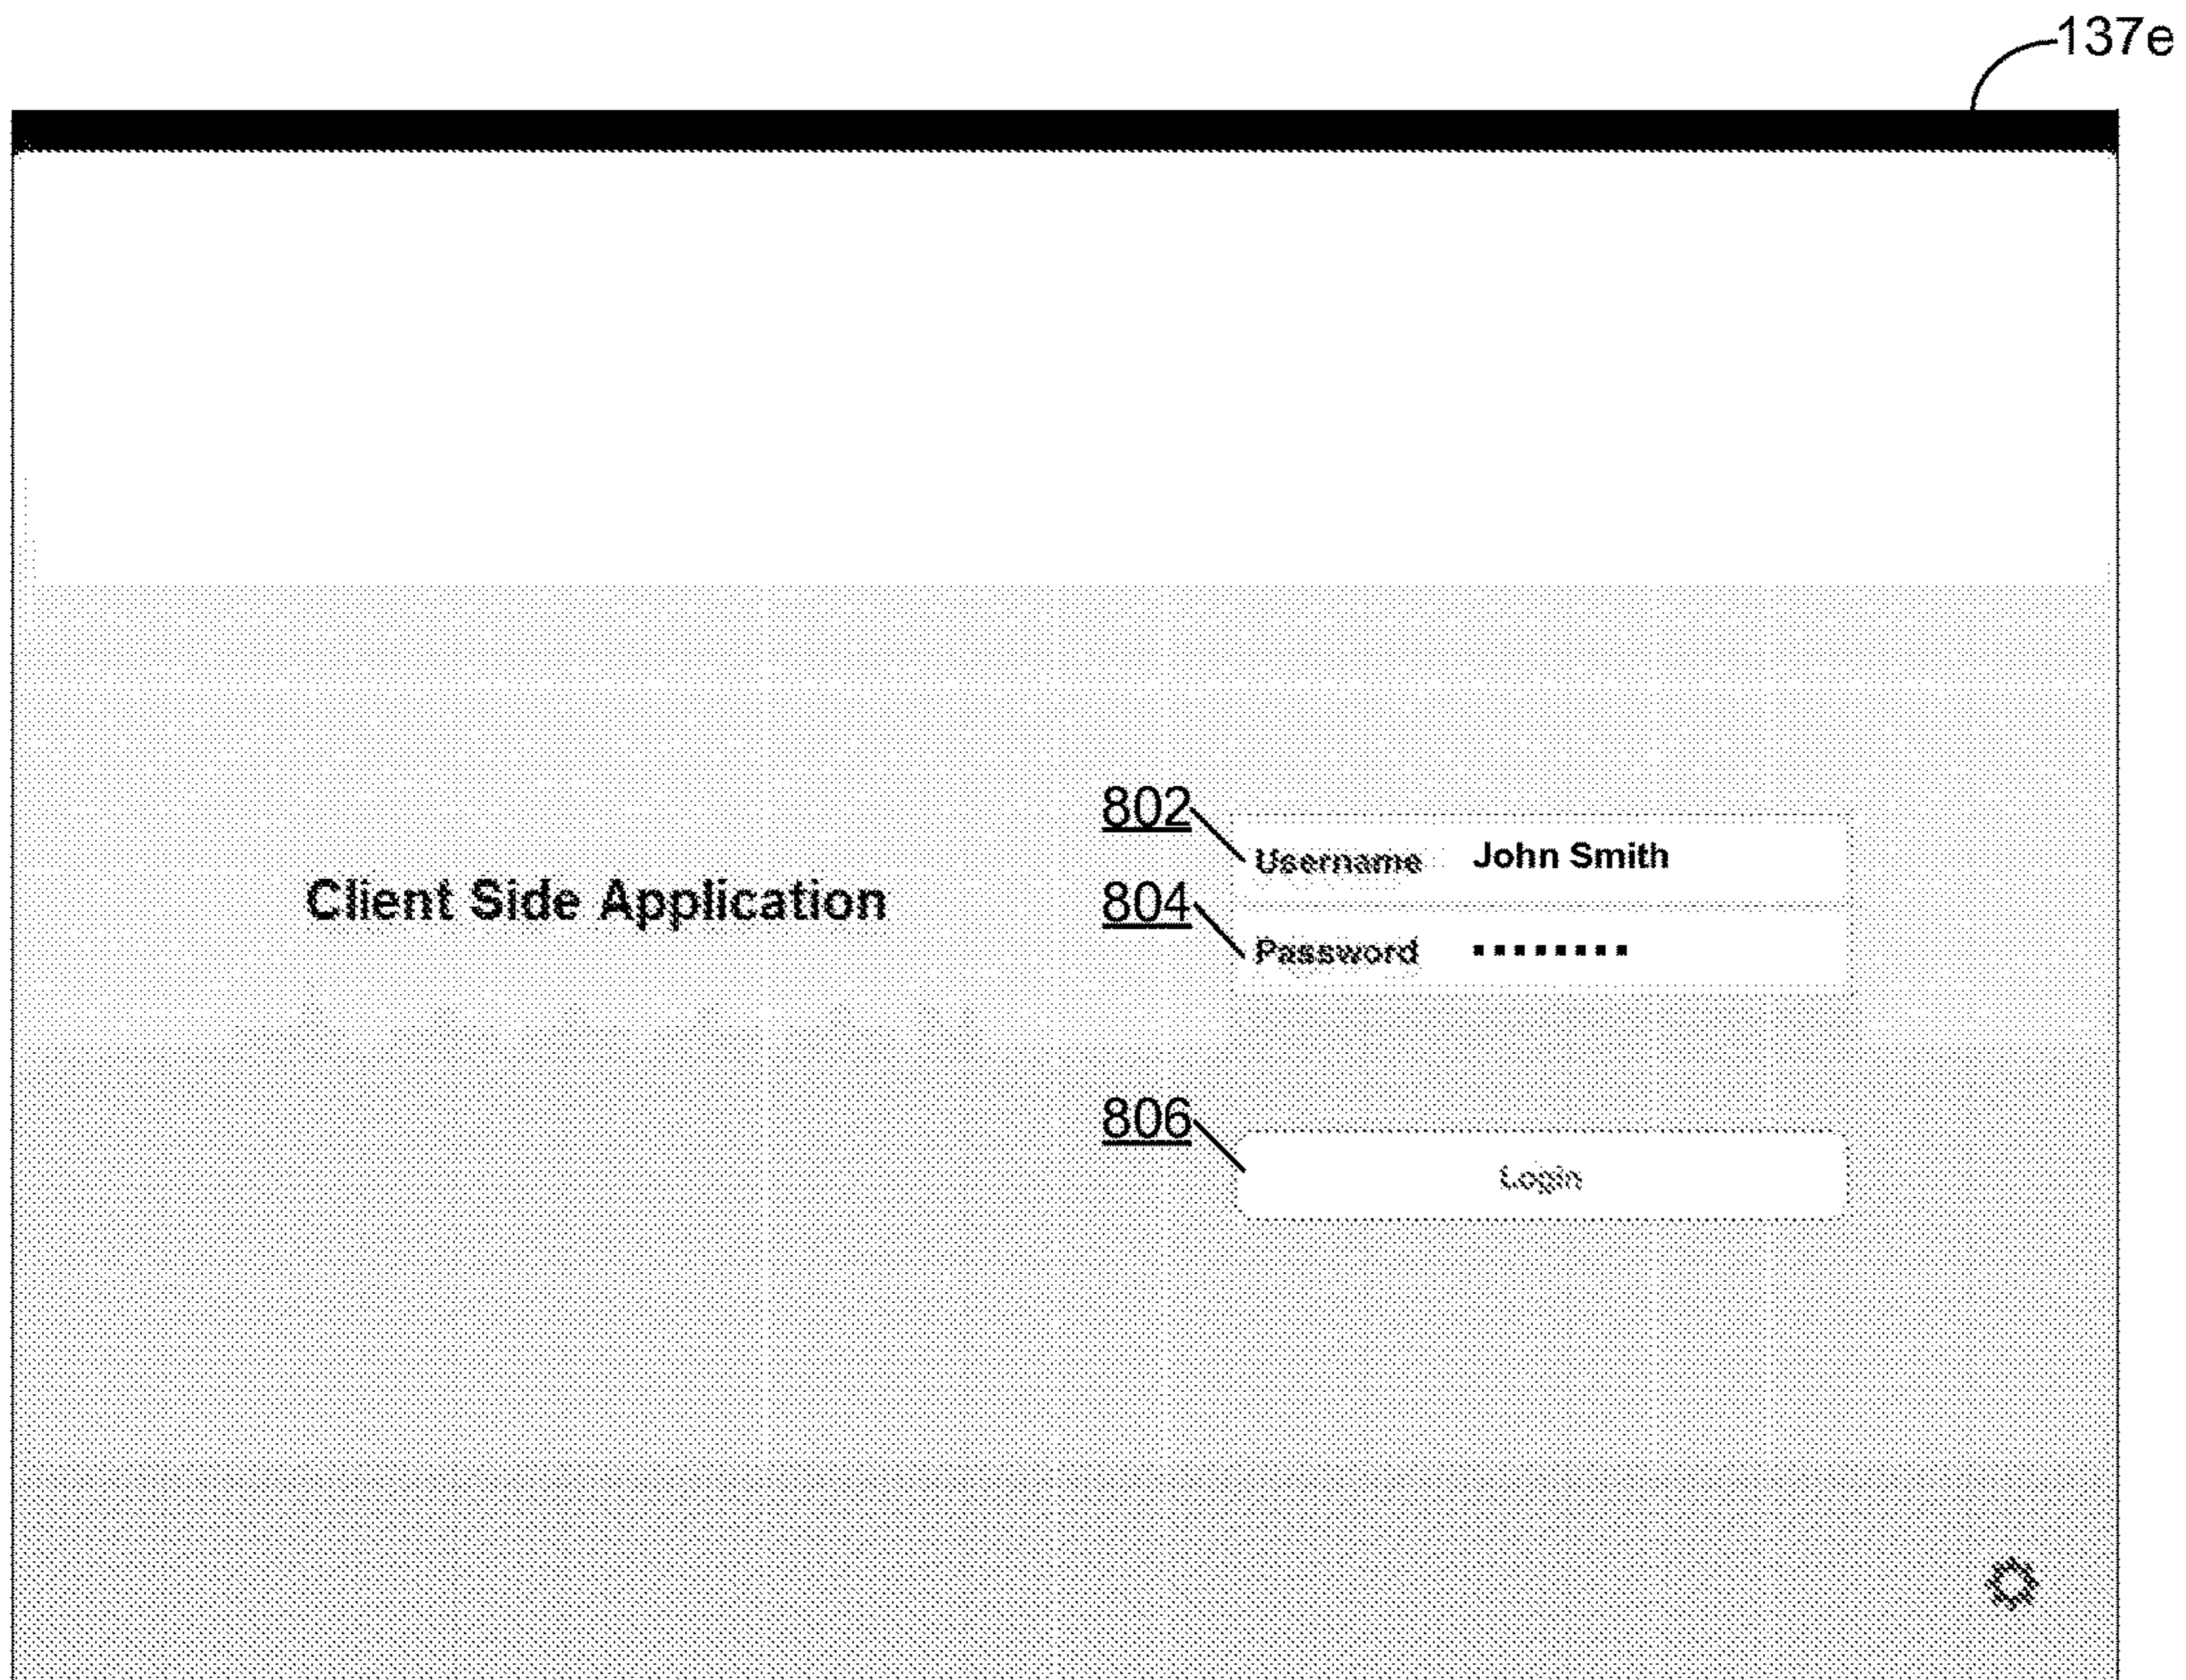 137e
Client Side Application
802
Username John Smith
804
Password ········
806
Login